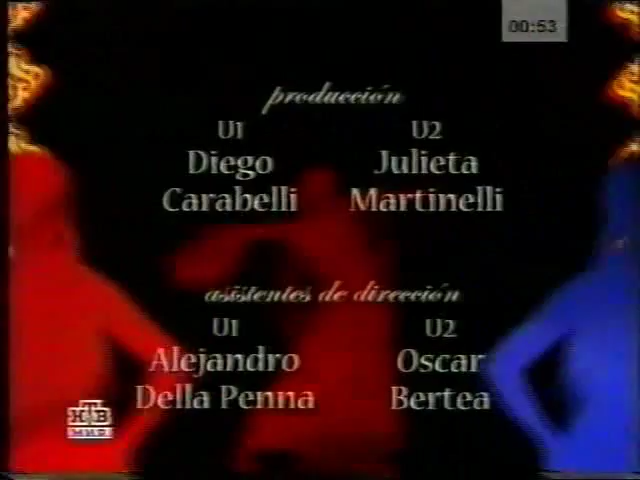 00:53
producción
U1 U2
Diego Julieta
Carabelli Martinelli
asistentes de dirección
U1 U2
Alejandro Oscar
Della Penna Bertea
НТВ
МИР